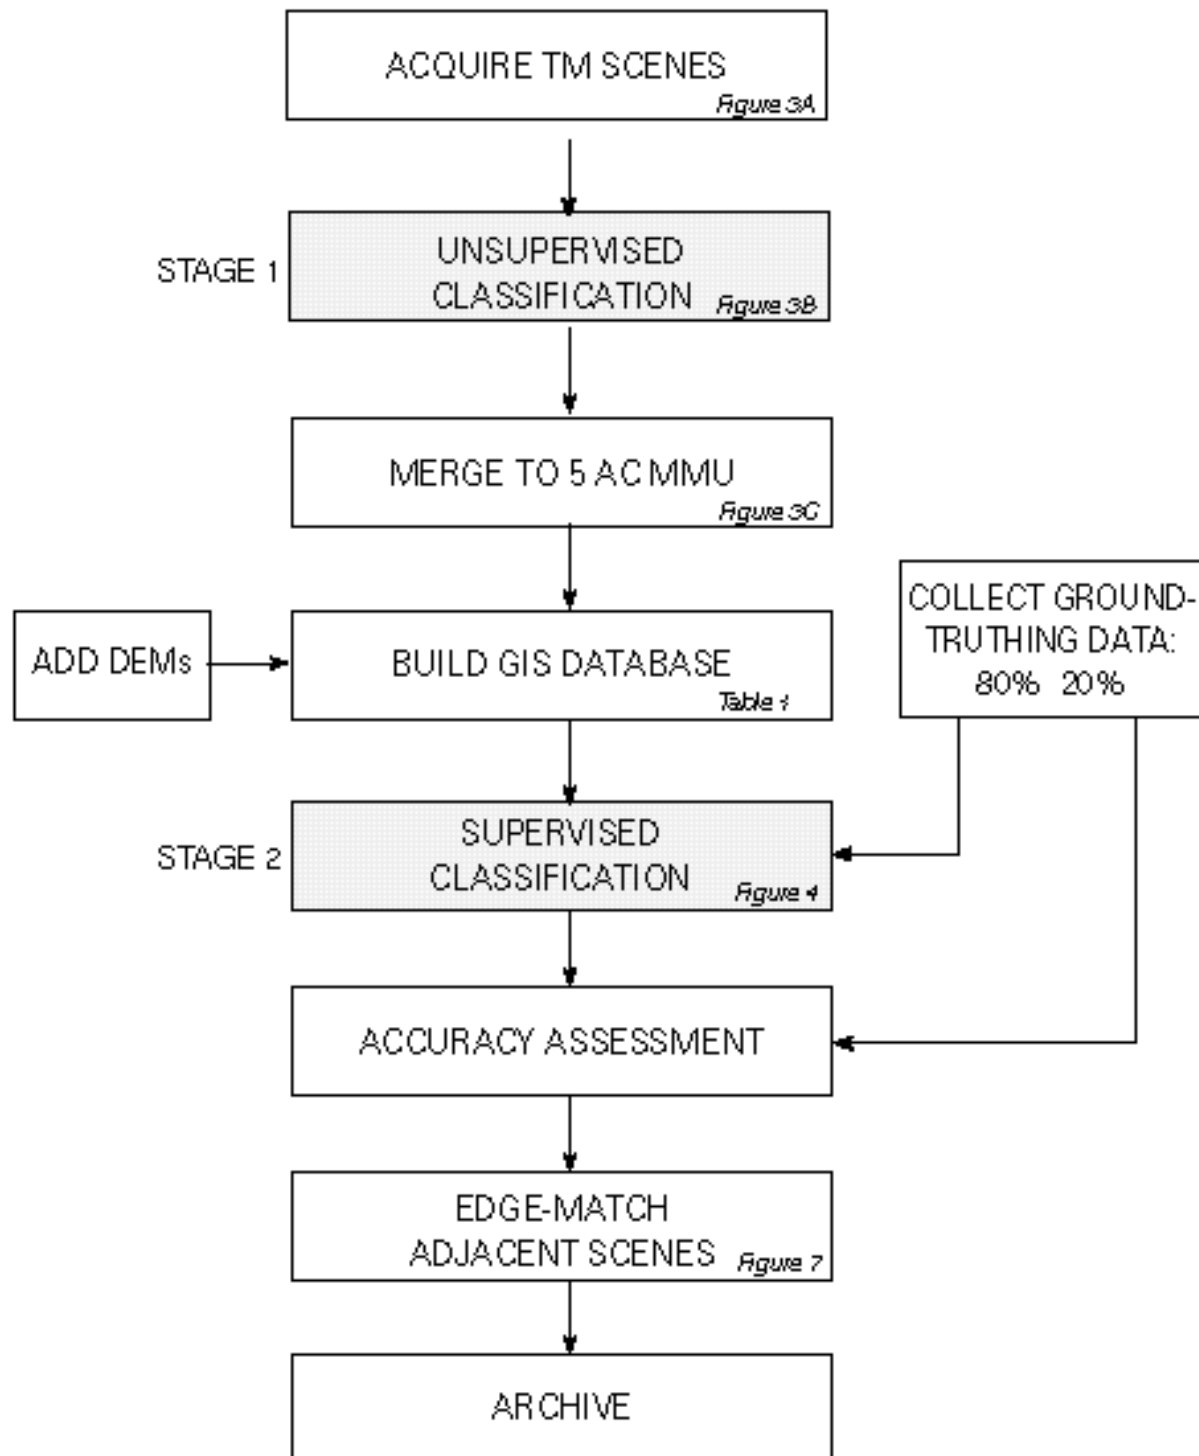 ACQUIRE TM SCENES
Figure 3A
STAGE 1
UNSUPERVISED
CLASSIFICATION
Figure 3B
MERGE TO 5 AC MMU
Figure 3C
ADD DEMs
BUILD GIS DATABASE
Table 1
COLLECT GROUND-
TRUTHING DATA:
80% 20%
STAGE 2
SUPERVISED
CLASSIFICATION
Figure 4
ACCURACY ASSESSMENT
EDGE-MATCH
ADJACENT SCENES
Figure 7
ARCHIVE